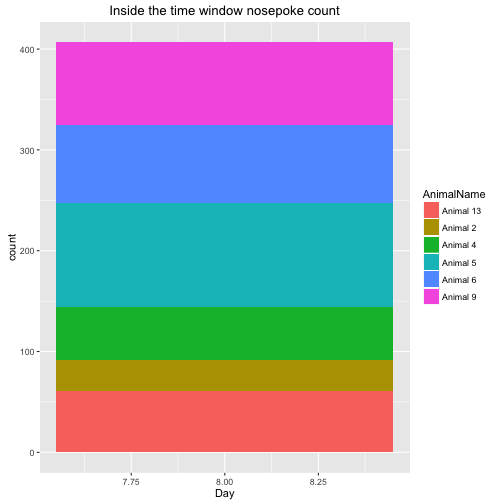 Inside the time window nosepoke count
400
300
200
100
0
count
7.75 8.00 8.25
Day
AnimalName
Animal 13
Animal 2
Animal 4
Animal 5
Animal 6
Animal 9